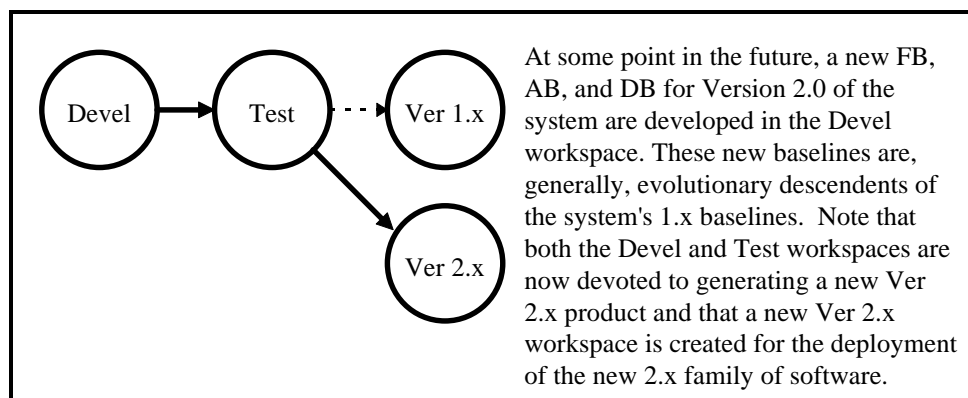 Devel
Test
Ver 1.x
Ver 2.x
At some point in the future, a new FB,
AB, and DB for Version 2.0 of the
system are developed in the Devel
workspace. These new baselines are,
generally, evolutionary descendents of
the system's 1.x baselines.  Note that
both the Devel and Test workspaces are
now devoted to generating a new Ver
2.x product and that a new Ver 2.x
workspace is created for the deployment
of the new 2.x family of software.